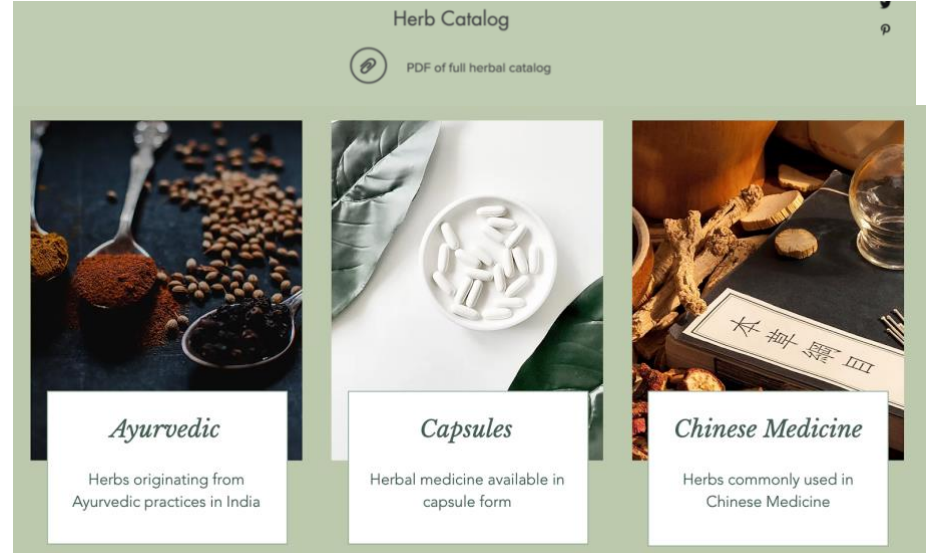 Herb Catalog
PDF of full herbal catalog
本草綱目
Ayurvedic
Herbs originating from
Ayurvedic practices in India
Capsules
Herbal medicine available in
capsule form
Chinese Medicine
Herbs commonly used in
Chinese Medicine